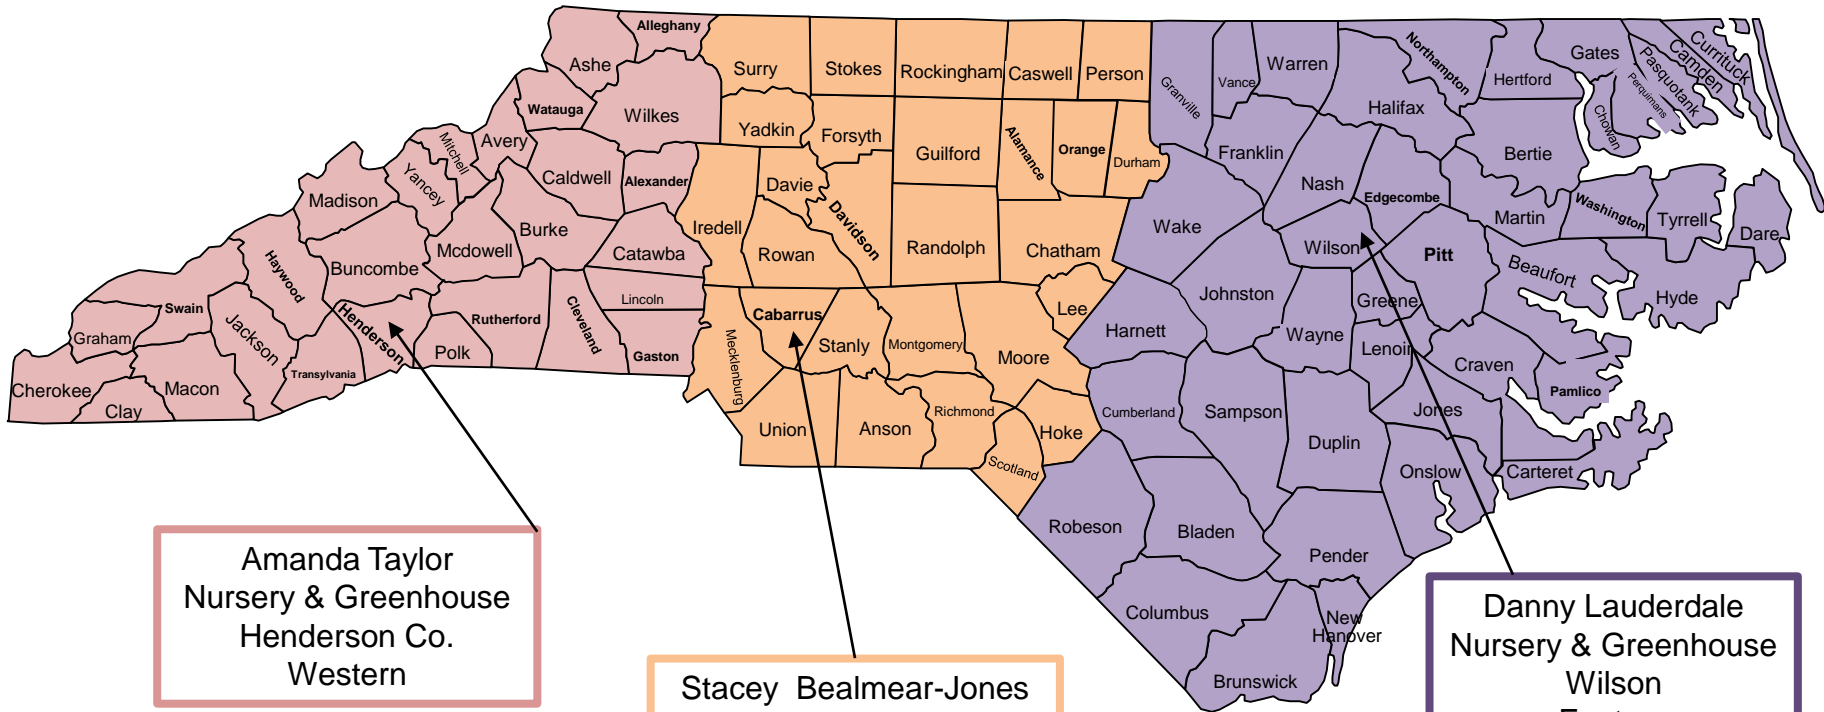 Alleghany
Ashe
Surry
Stokes
Rockingham
Caswell
Person
Granville
Vance
Warren
Northampton
Hertford
Gates
Currituck
Camden
Pasquotank
Perquimans
Chowan
Watauga
Wilkes
Yadkin
Forsyth
Guilford
Alamance
Orange
Durham
Franklin
Halifax
Bertie
Mitchell
Avery
Yancey
Caldwell
Alexander
Iredell
Davie
Davidson
Nash
Edgecombe
Martin
Washington
Tyrrell
Dare
Madison
Burke
Mcdowell
Catawba
Rowan
Randolph
Chatham
Wake
Wilson
Pitt
Beaufort
Hyde
Haywood
Buncombe
Swain
Graham
Jackson
Henderson
Rutherford
Cleveland
Lincoln
Gaston
Mecklenburg
Cabarrus
Stanly
Montgomery
Lee
Moore
Harnett
Johnston
Wayne
Greene
Lenoir
Craven
Pamlico
Cherokee
Clay
Macon
Transylvania
Polk
Union
Anson
Richmond
Scotland
Hoke
Cumberland
Sampson
Duplin
Jones
Onslow
Carteret
Robeson
Bladen
Pender
Columbus
New
Hanover
Brunswick
Amanda Taylor
Nursery & Greenhouse
Henderson Co.
Western
Stacey Bealmear-Jones
Danny Lauderdale
Nursery & Greenhouse
Wilson